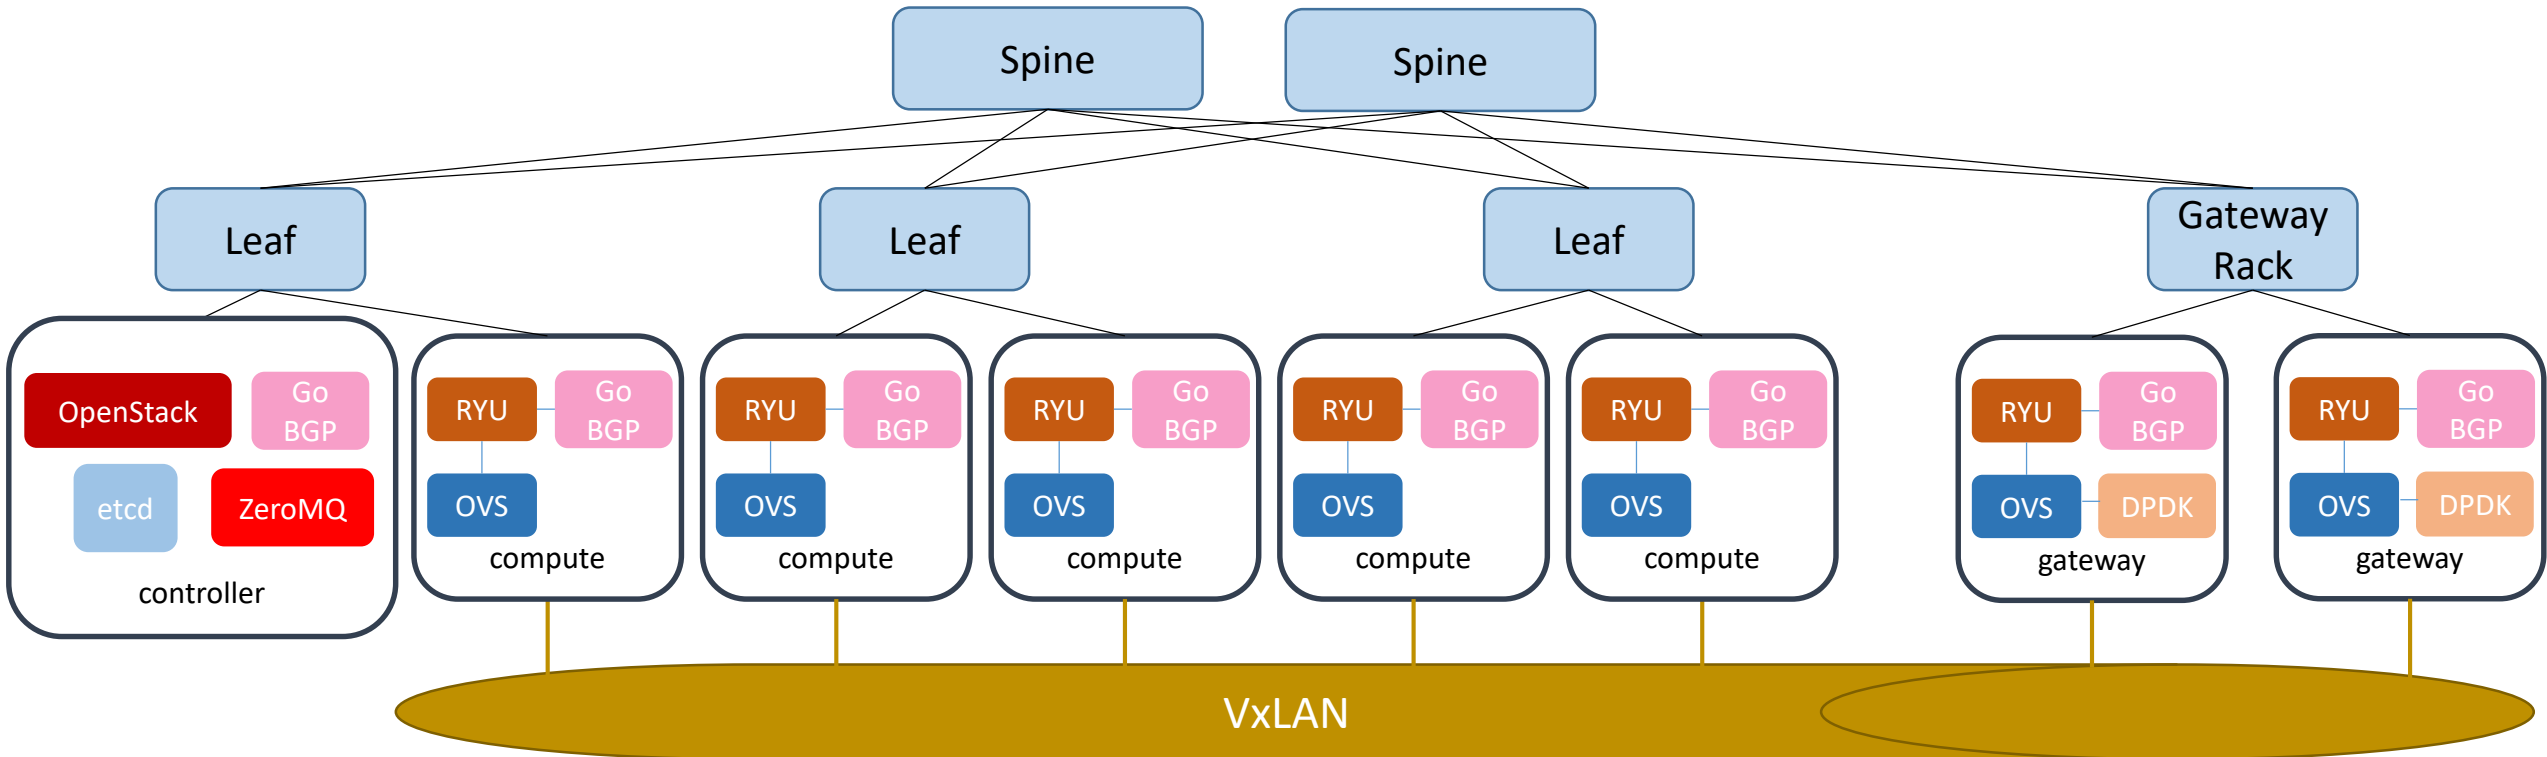 Spine
Spine
Leaf
Leaf
Leaf
Gateway
Rack
OpenStack
Go
BGP
etcd
ZeroMQ
controller
RYU
Go
BGP
OVS
compute
RYU
Go
BGP
OVS
compute
RYU
Go
BGP
OVS
compute
RYU
Go
BGP
OVS
compute
RYU
Go
BGP
OVS
compute
RYU
Go
BGP
OVS
DPDK
gateway
RYU
Go
BGP
OVS
DPDK
gateway
VxLAN